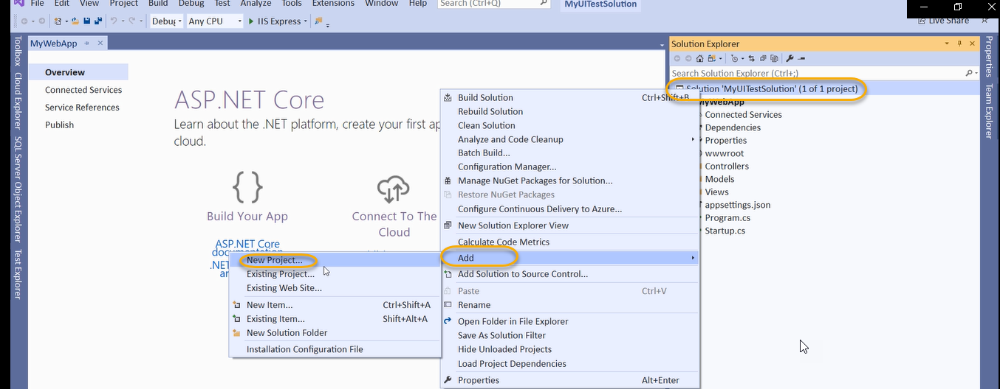 File Edit View Project Build Debug Test Analyze Tools Extensions Window Help Search (Ctrl+Q) MyUITestSolution
Debug Any CPU IIS Express Live Share
MyWebApp
Overview
Connected Services
Service References
Publish
ASP.NET Core
Learn about the .NET platform, create your first
cloud.
Build Your App
Connect To The
Cloud
ASP.NET Core
documentation
.NET
Toolbox
Cloud Explorer
SQL Server Object Explorer
Test Explorer
New Project...
Existing Project...
Existing Web Site...
New Item... Ctrl+Shift+A
Existing Item... Shift+Alt+A
New Solution Folder
Installation Configuration File
Build Solution Ctrl+Shift+B
Rebuild Solution
Clean Solution
Analyze and Code Cleanup
Batch Build...
Configuration Manager...
Manage NuGet Packages for Solution...
Restore NuGet Packages
Configure Continuous Delivery to Azure...
New Solution Explorer View
Calculate Code Metrics
Add
Add Solution to Source Control...
Paste Ctrl+V
Rename
Open Folder in File Explorer
Save As Solution Filter
Hide Unloaded Projects
Load Project Dependencies
Properties Alt+Enter
Solution Explorer
Search Solution Explorer (Ctrl+;)
Solution 'MyUITestSolution' (1 of 1 project)
MyWebApp
Connected Services
Dependencies
Properties
wwwroot
Controllers
Models
Views
appsettings.json
Program.cs
Startup.cs
Properties
Team Explorer